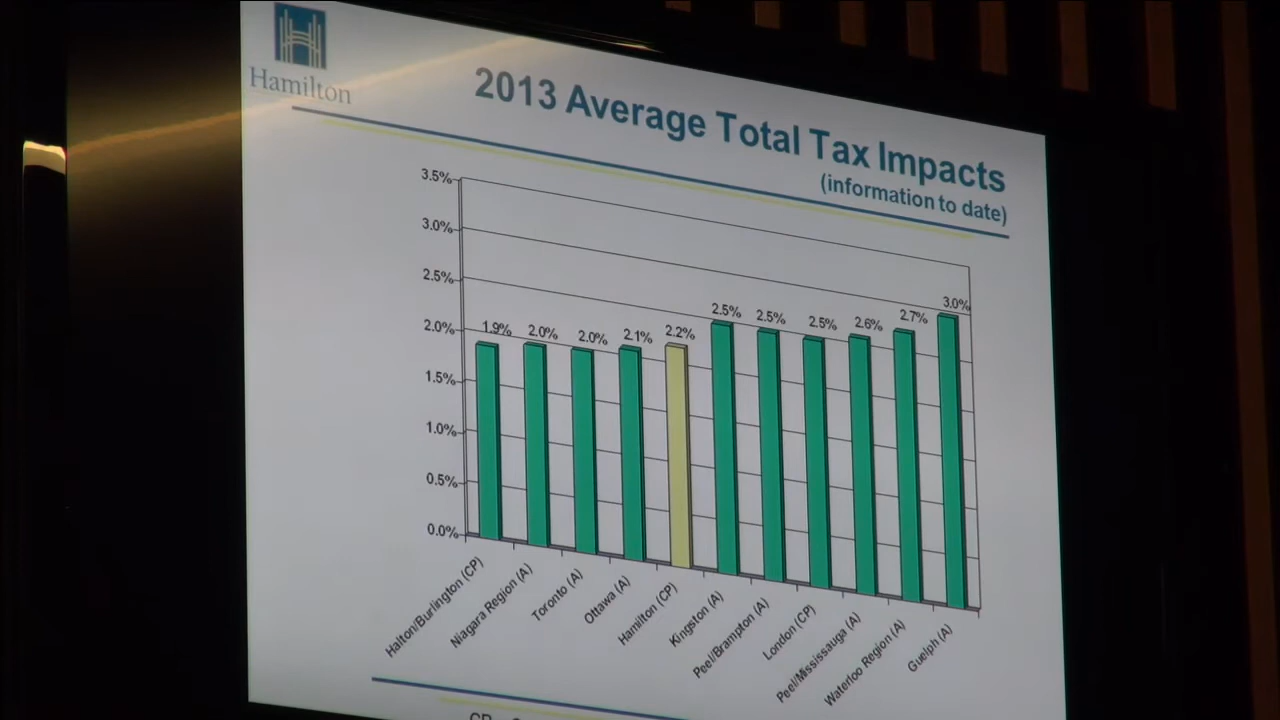 Hamilton
2013 Average Total Tax Impacts
(information to date)
3.5%
3.0%
2.5%
2.0%
1.5%
1.0%
0.5%
0.0%
1.9%
2.0%
2.0%
2.1%
2.2%
2.5%
2.5%
2.5%
2.6%
2.7%
3.0%
Halton/Burlington (CP)
Niagara Region (A)
Toronto (A)
Ottawa (A)
Hamilton (CP)
Kingston (A)
Peel/Brampton (A)
London (CP)
Peel/Mississauga (A)
Waterloo Region (A)
Guelph (A)